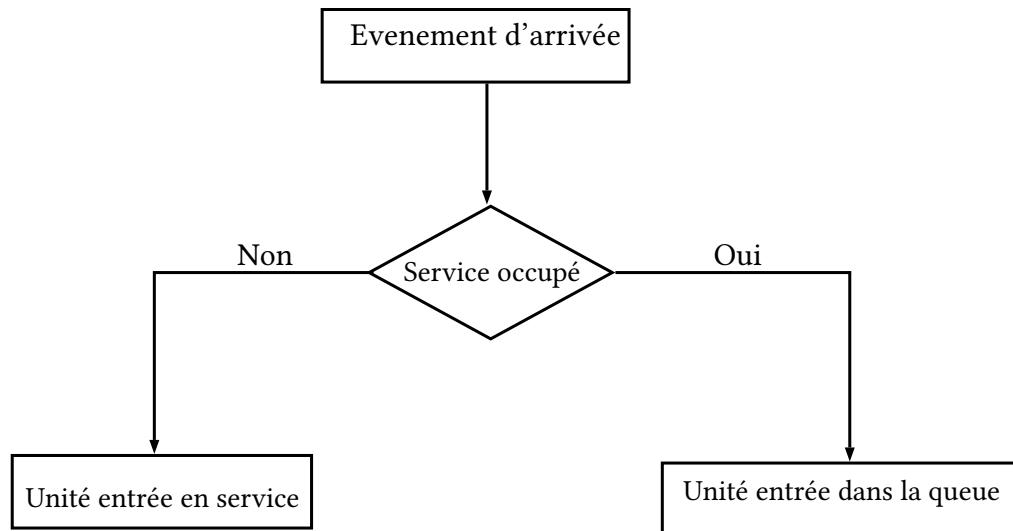 Evenement d’arrivée
Non
Oui
Service occupé
Unité entrée en service
Unité entrée dans la queue